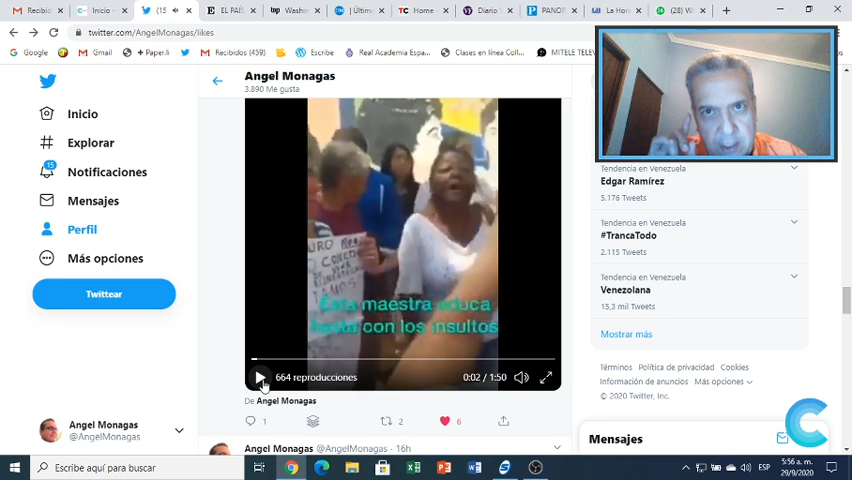 Recibid
Inicio -
(15
EL PAÍ
Washin
| Últim
Home -
Diario
PANOR
La Hor
(28) W
twitter.com/AngelMonagas/likes
Google
Gmail
+ Paper.li
Recibidos (459)
Escribe
Real Academia Espa...
Clases en línea Coll...
MITELE TELEVI
Inicio
Explorar
15
Notificaciones
Mensajes
Perfil
Más opciones
Twittear
Angel Monagas
@AngelMonagas
Angel Monagas
3.890 Me gusta
Esta maestra educa
hasta con los insultos
664 reproducciones
0:02 / 1:50
De Angel Monagas
1
2
6
Angel Monagas @AngelMonagas · 16h
Tendencia en Venezuela
Edgar Ramírez
5.176 Tweets
Tendencia en Venezuela
#TrancaTodo
2.115 Tweets
Tendencia en Venezuela
Venezolana
15,3 mil Tweets
Mostrar más
Términos Política de privacidad Cookies
Información de anuncios Más opciones
© 2020 Twitter, Inc.
Mensajes
Escribe aquí para buscar
ESP
5:56 a. m.
29/9/2020